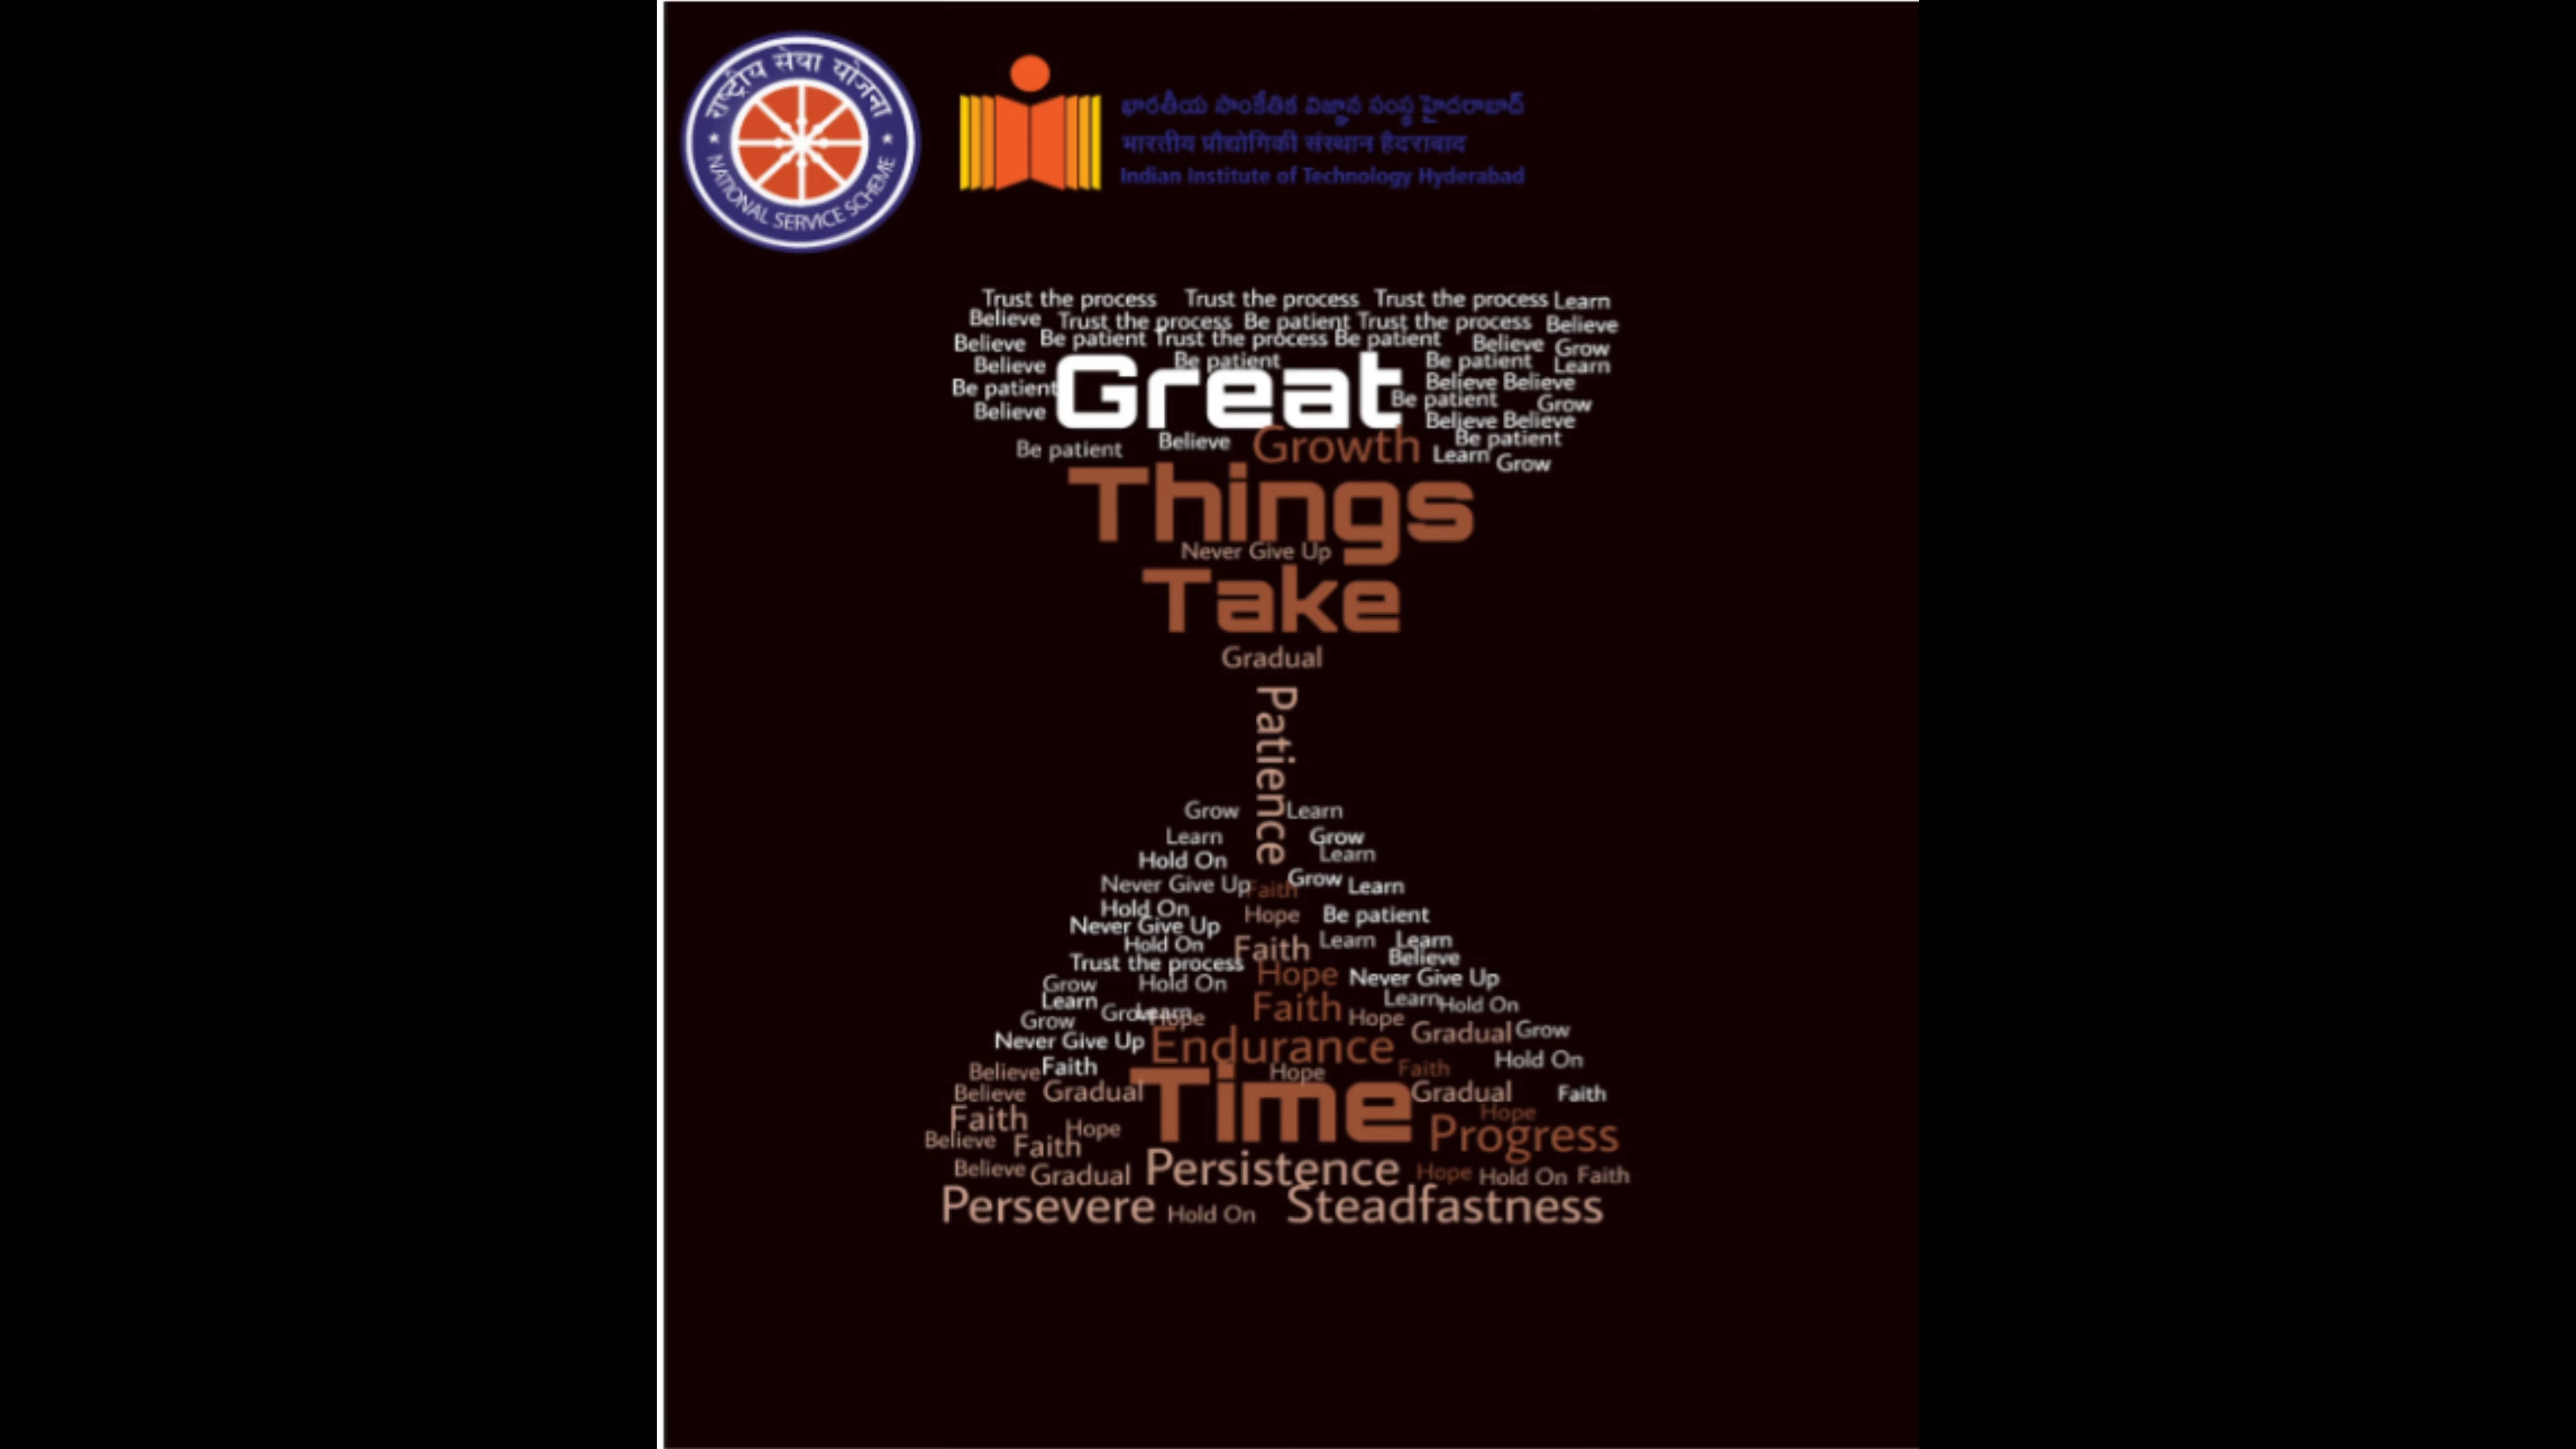 राष्ट्रीय सेवा योजना
NATIONAL SERVICE SCHEME
భారతీయ సాంకేతిక విజ్ఞాన సంస్థ హైదరాబాద్
भारतीय प्रौद्योगिकी संस्थान हैदराबाद
Indian Institute of Technology Hyderabad
Trust the process Trust the process Trust the process Learn
Believe Trust the process Be patient Trust the process Believe
Believe Be patient Trust the process Be patient Believe Grow
Believe Be patient Be patient Learn
Be patient Great Believe Believe
Believe Be patient Grow
Believe Believe
Be patient Believe Growth Be patient
Learn Grow
Things
Never Give Up
Take
Gradual
Patience
Grow Learn
Learn Grow
Hold On Learn
Never Give Up Faith Grow Learn
Hold On Hope Be patient
Never Give Up
Hold On Faith Learn Learn
Trust the process Believe
Grow Hold On Hope Never Give Up
Learn Faith Learn Hold On
Grow Grow Learn Hope Hope Gradual Grow
Never Give Up Endurance Hold On
Believe Faith Hope Faith
Believe Gradual Time Gradual Faith
Faith Hope Hope
Believe Faith Progress
Believe Gradual Persistence Hope Hold On Faith
Persevere Hold On Steadfastness